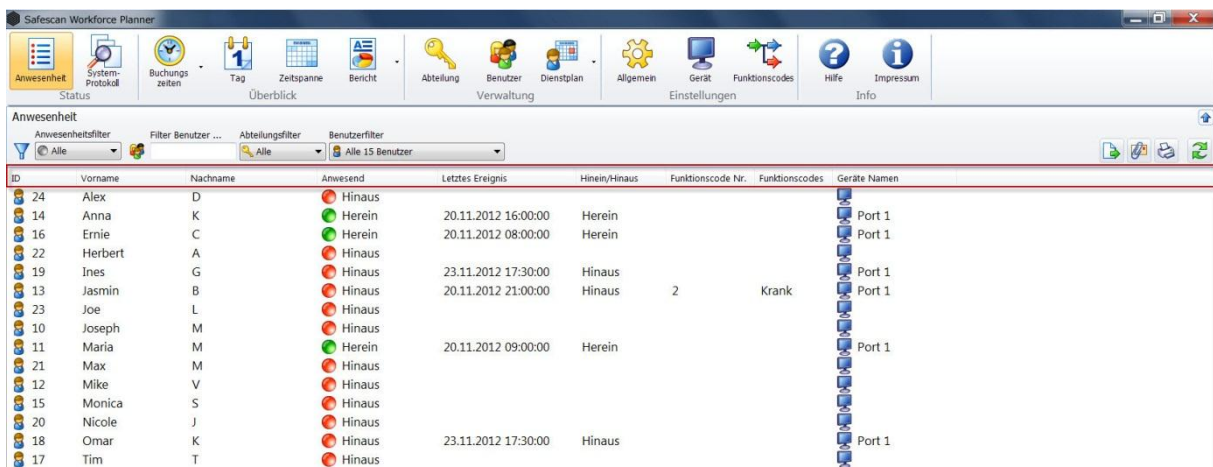 Safescan Workforce Planner
Anwesenheit System-Protokoll Buchungs zeiten Tag Zeitspanne Bericht Abteilung Benutzer Dienstplan Allgemein Gerät Funktionscodes Hilfe Impressum
Status Überblick Verwaltung Einstellungen Info
Anwesenheit
Anwesenheitsfilter Filter Benutzer ... Abteilungsfilter Benutzerfilter
Alle Alle Alle 15 Benutzer
ID Vorname Nachname Anwesend Letztes Ereignis Hinein/Hinaus Funktionscode Nr. Funktionscodes Geräte Namen
24 Alex D Hinaus
14 Anna K Herein 20.11.2012 16:00:00 Herein Port 1
16 Ernie C Herein 20.11.2012 08:00:00 Herein Port 1
22 Herbert A Hinaus
19 Ines G Hinaus 23.11.2012 17:30:00 Hinaus Port 1
13 Jasmin B Hinaus 20.11.2012 21:00:00 Hinaus 2 Krank Port 1
23 Joe L Hinaus
10 Joseph M Hinaus
11 Maria M Herein 20.11.2012 09:00:00 Herein Port 1
21 Max M Hinaus
12 Mike V Hinaus
15 Monica S Hinaus
20 Nicole J Hinaus
18 Omar K Hinaus 23.11.2012 17:30:00 Hinaus Port 1
17 Tim T Hinaus